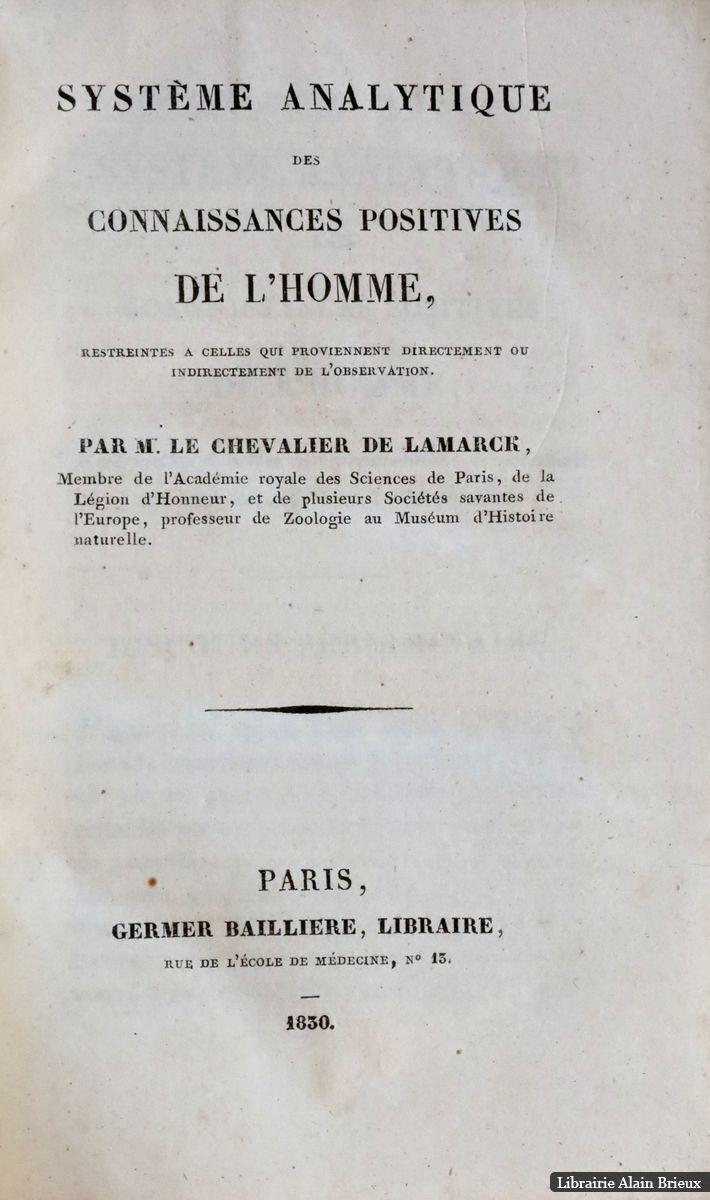 SYSTÈME ANALYTIQUE
DES
CONNAISSANCES POSITIVES
DE L'HOMME,
RESTREINTES A CELLES QUI PROVIENNENT DIRECTEMENT OU
INDIRECTEMENT DE L'OBSERVATION.
PAR M. LE CHEVALIER DE LAMARCK,
Membre de l'Académie royale des Sciences de Paris, de la
Légion d'Honneur, et de plusieurs Sociétés savantes de
l'Europe, professeur de Zoologie au Muséum d'Histoire
naturelle.
PARIS,
GERMER BAILLIERE, LIBRAIRE,
RUE DE L'ÉCOLE DE MÉDECINE, Nº 13.
1830.
Librairie Alain Brieux